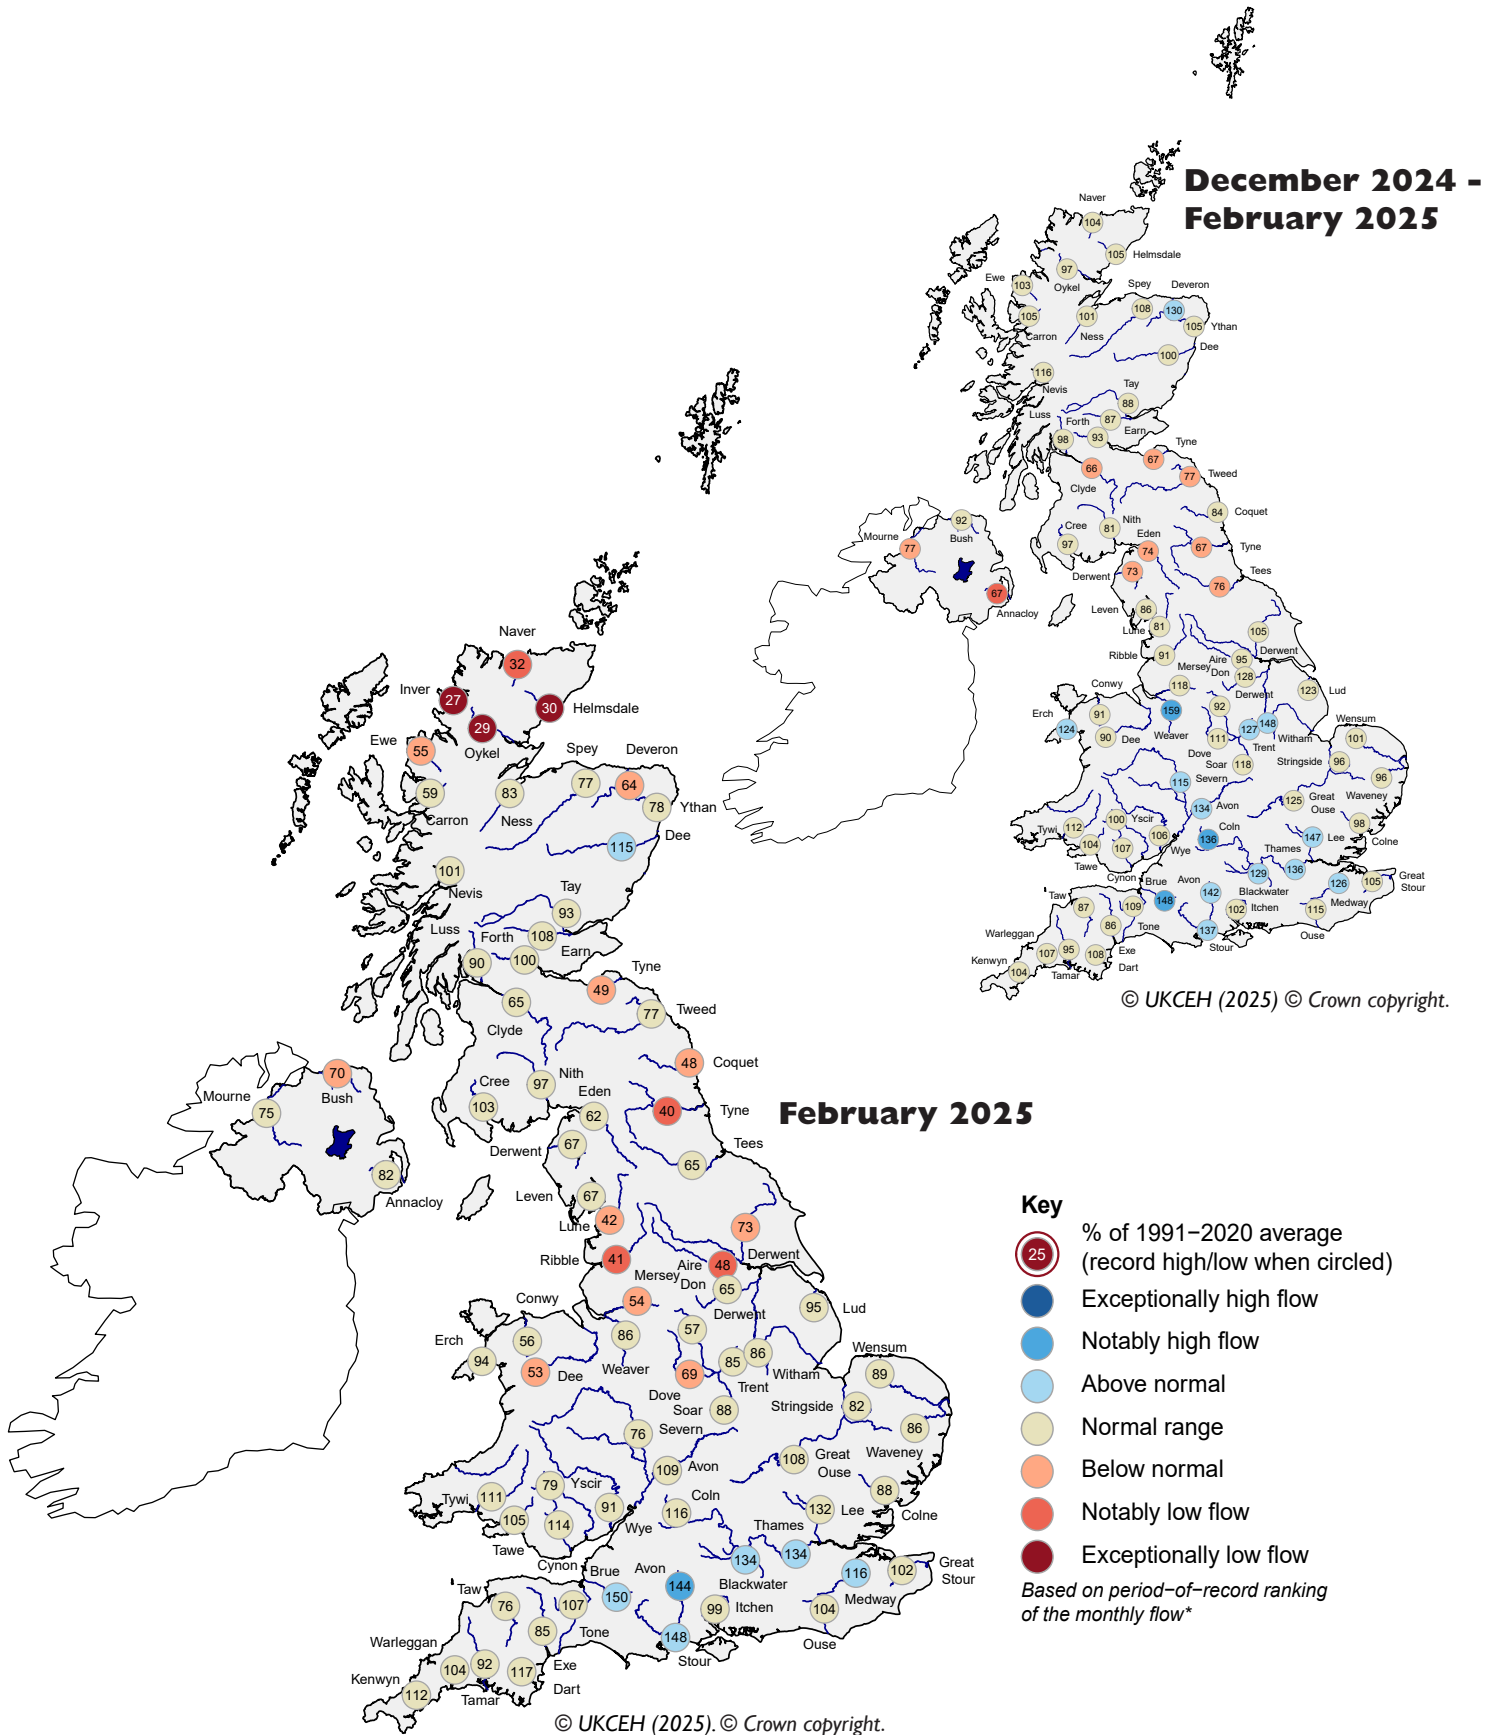 December 2024 -
February 2025
Naver
104
105 Helmsdale
97
Oykel
Ewe
103
105
Carron
101
Ness
Spey
108
Deveron
130
105 Ythan
Dee
100
116
Nevis
Tay
88
Luss
Forth
87
Earn
98
93
Tyne
67
66
Clyde
77
Tweed
84 Coquet
Nith
81
Cree
97
Eden
74
67 Tyne
Derwent 73
Tees
76
92
Bush
Mourne
77
67
Annacloy
Leven 86
Lune 81
105
Derwent
Ribble 91
Aire 95
Mersey
118
Don 128
Derwent
92
123 Lud
Conwy
91
Erch
124
90 Dee
159
Weaver
127
148
Trent
Witham
Dove
111
Soar 118
Wensum
101
Stringside 96
96
Waveney
115
Severn
134 Avon
125 Great
Ouse
98
Colne
Tywi 112
100 Yscir
104
Tawe
107
Cynon
106
Wye
Coln
136
147 Lee
Thames
136
129
Blackwater
126
Medway
105
Great
Stour
Brue
148
Avon
142
102 Itchen
115
Ouse
137
Stour
Taw
87
109
Tone
86
Exe
Warleggan
107
95
Tamar
108
Dart
Kenwyn
104
© UKCEH (2025) © Crown copyright.
February 2025
Naver
32
Inver 27
30 Helmsdale
29
Oykel
Ewe
55
59
Carron
83
Ness
Spey
77
Deveron
64
78 Ythan
Dee
115
101
Nevis
Tay
93
Luss
Forth
108
Earn
90
100
Tyne
49
65
Clyde
77 Tweed
48 Coquet
Nith
97
Cree
103
Eden
62
40 Tyne
Derwent 67
Tees
65
70
Bush
Mourne
75
82
Annacloy
Leven 67
Lune 42
73
Derwent
Ribble 41
Aire 48
Mersey
54
Don 65
Derwent
57
95 Lud
Conwy
56
Erch
94
53 Dee
86
Weaver
85
86
Trent
Witham
Dove
69
Soar 88
Wensum
89
Stringside 82
86
Waveney
76 Severn
109 Avon
108 Great
Ouse
88
Colne
Tywi 111
79 Yscir
105
Tawe
114
Cynon
91
Wye
Coln
116
132 Lee
Thames
134
134
Blackwater
116
Medway
102
Great
Stour
Brue
150
Avon
144
99 Itchen
104
Ouse
148
Stour
Taw
76
107
Tone
85
Exe
Warleggan
104
92
Tamar
117
Dart
Kenwyn
112
© UKCEH (2025). © Crown copyright.
Key
25
% of 1991−2020 average
(record high/low when circled)
Exceptionally high flow
Notably high flow
Above normal
Normal range
Below normal
Notably low flow
Exceptionally low flow
Based on period−of−record ranking
of the monthly flow*